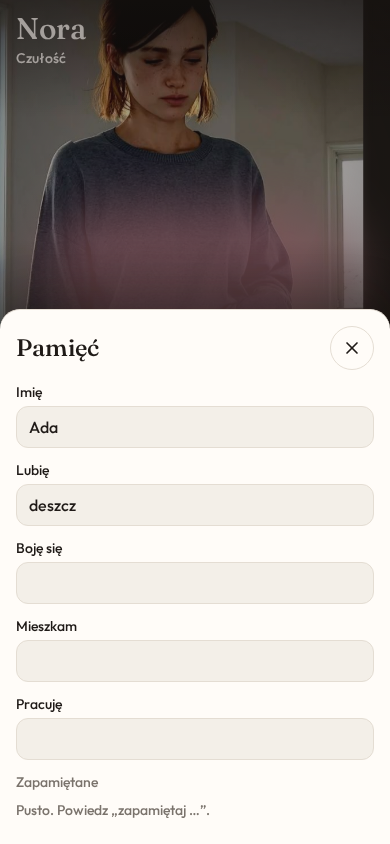 Nora
Czułość
Pamięć
Imię
Ada
Lubię
deszcz
Boję się
Mieszkam
Pracuję
Zapamiętane
Pusto. Powiedz „zapamiętaj …”.